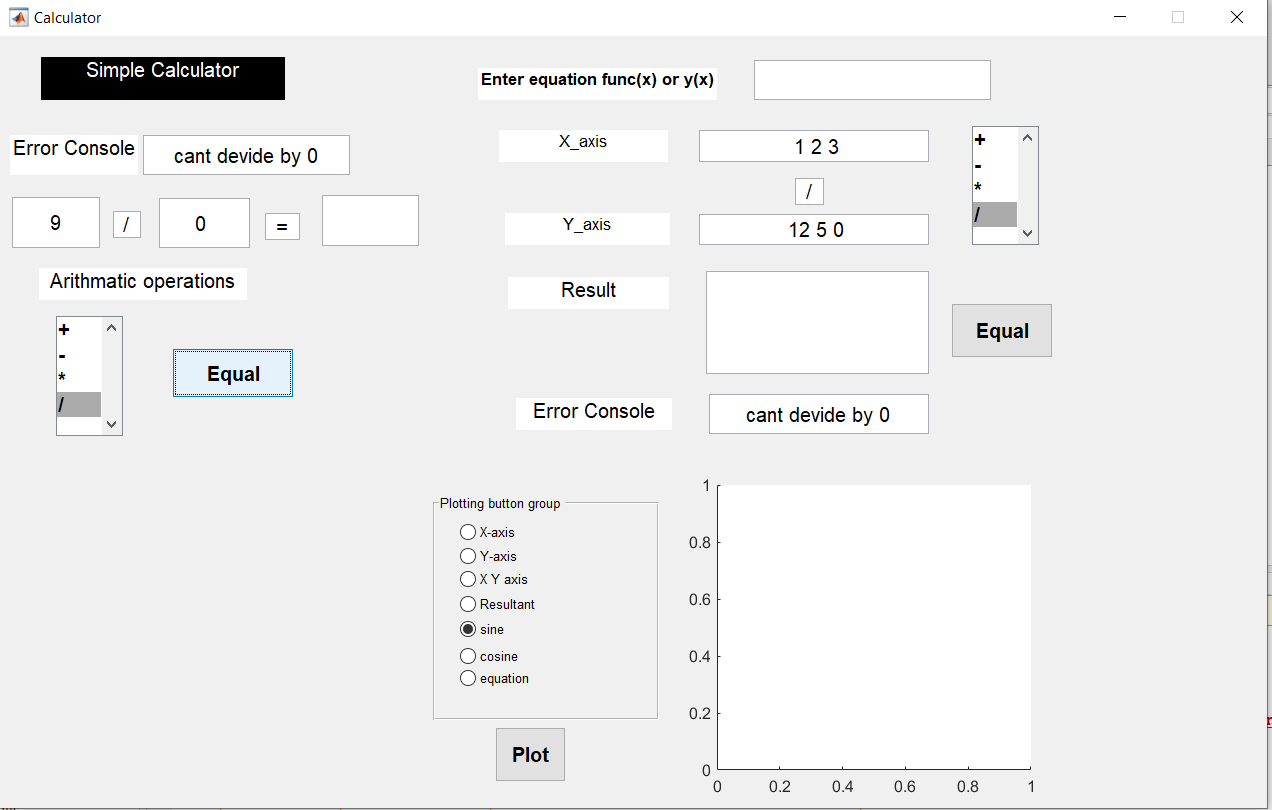 Calculator
Simple Calculator
Enter equation func(x) or y(x)
Error Console
cant devide by 0
X_axis
1 2 3
+
-
*
/
/
9
/
0
=
Y_axis
12 5 0
Arithmatic operations
Result
+
-
*
/
Equal
Equal
Error Console
cant devide by 0
Plotting button group
X-axis
Y-axis
X Y axis
Resultant
sine
cosine
equation
Plot
1
0.8
0.6
0.4
0.2
0
0 0.2 0.4 0.6 0.8 1